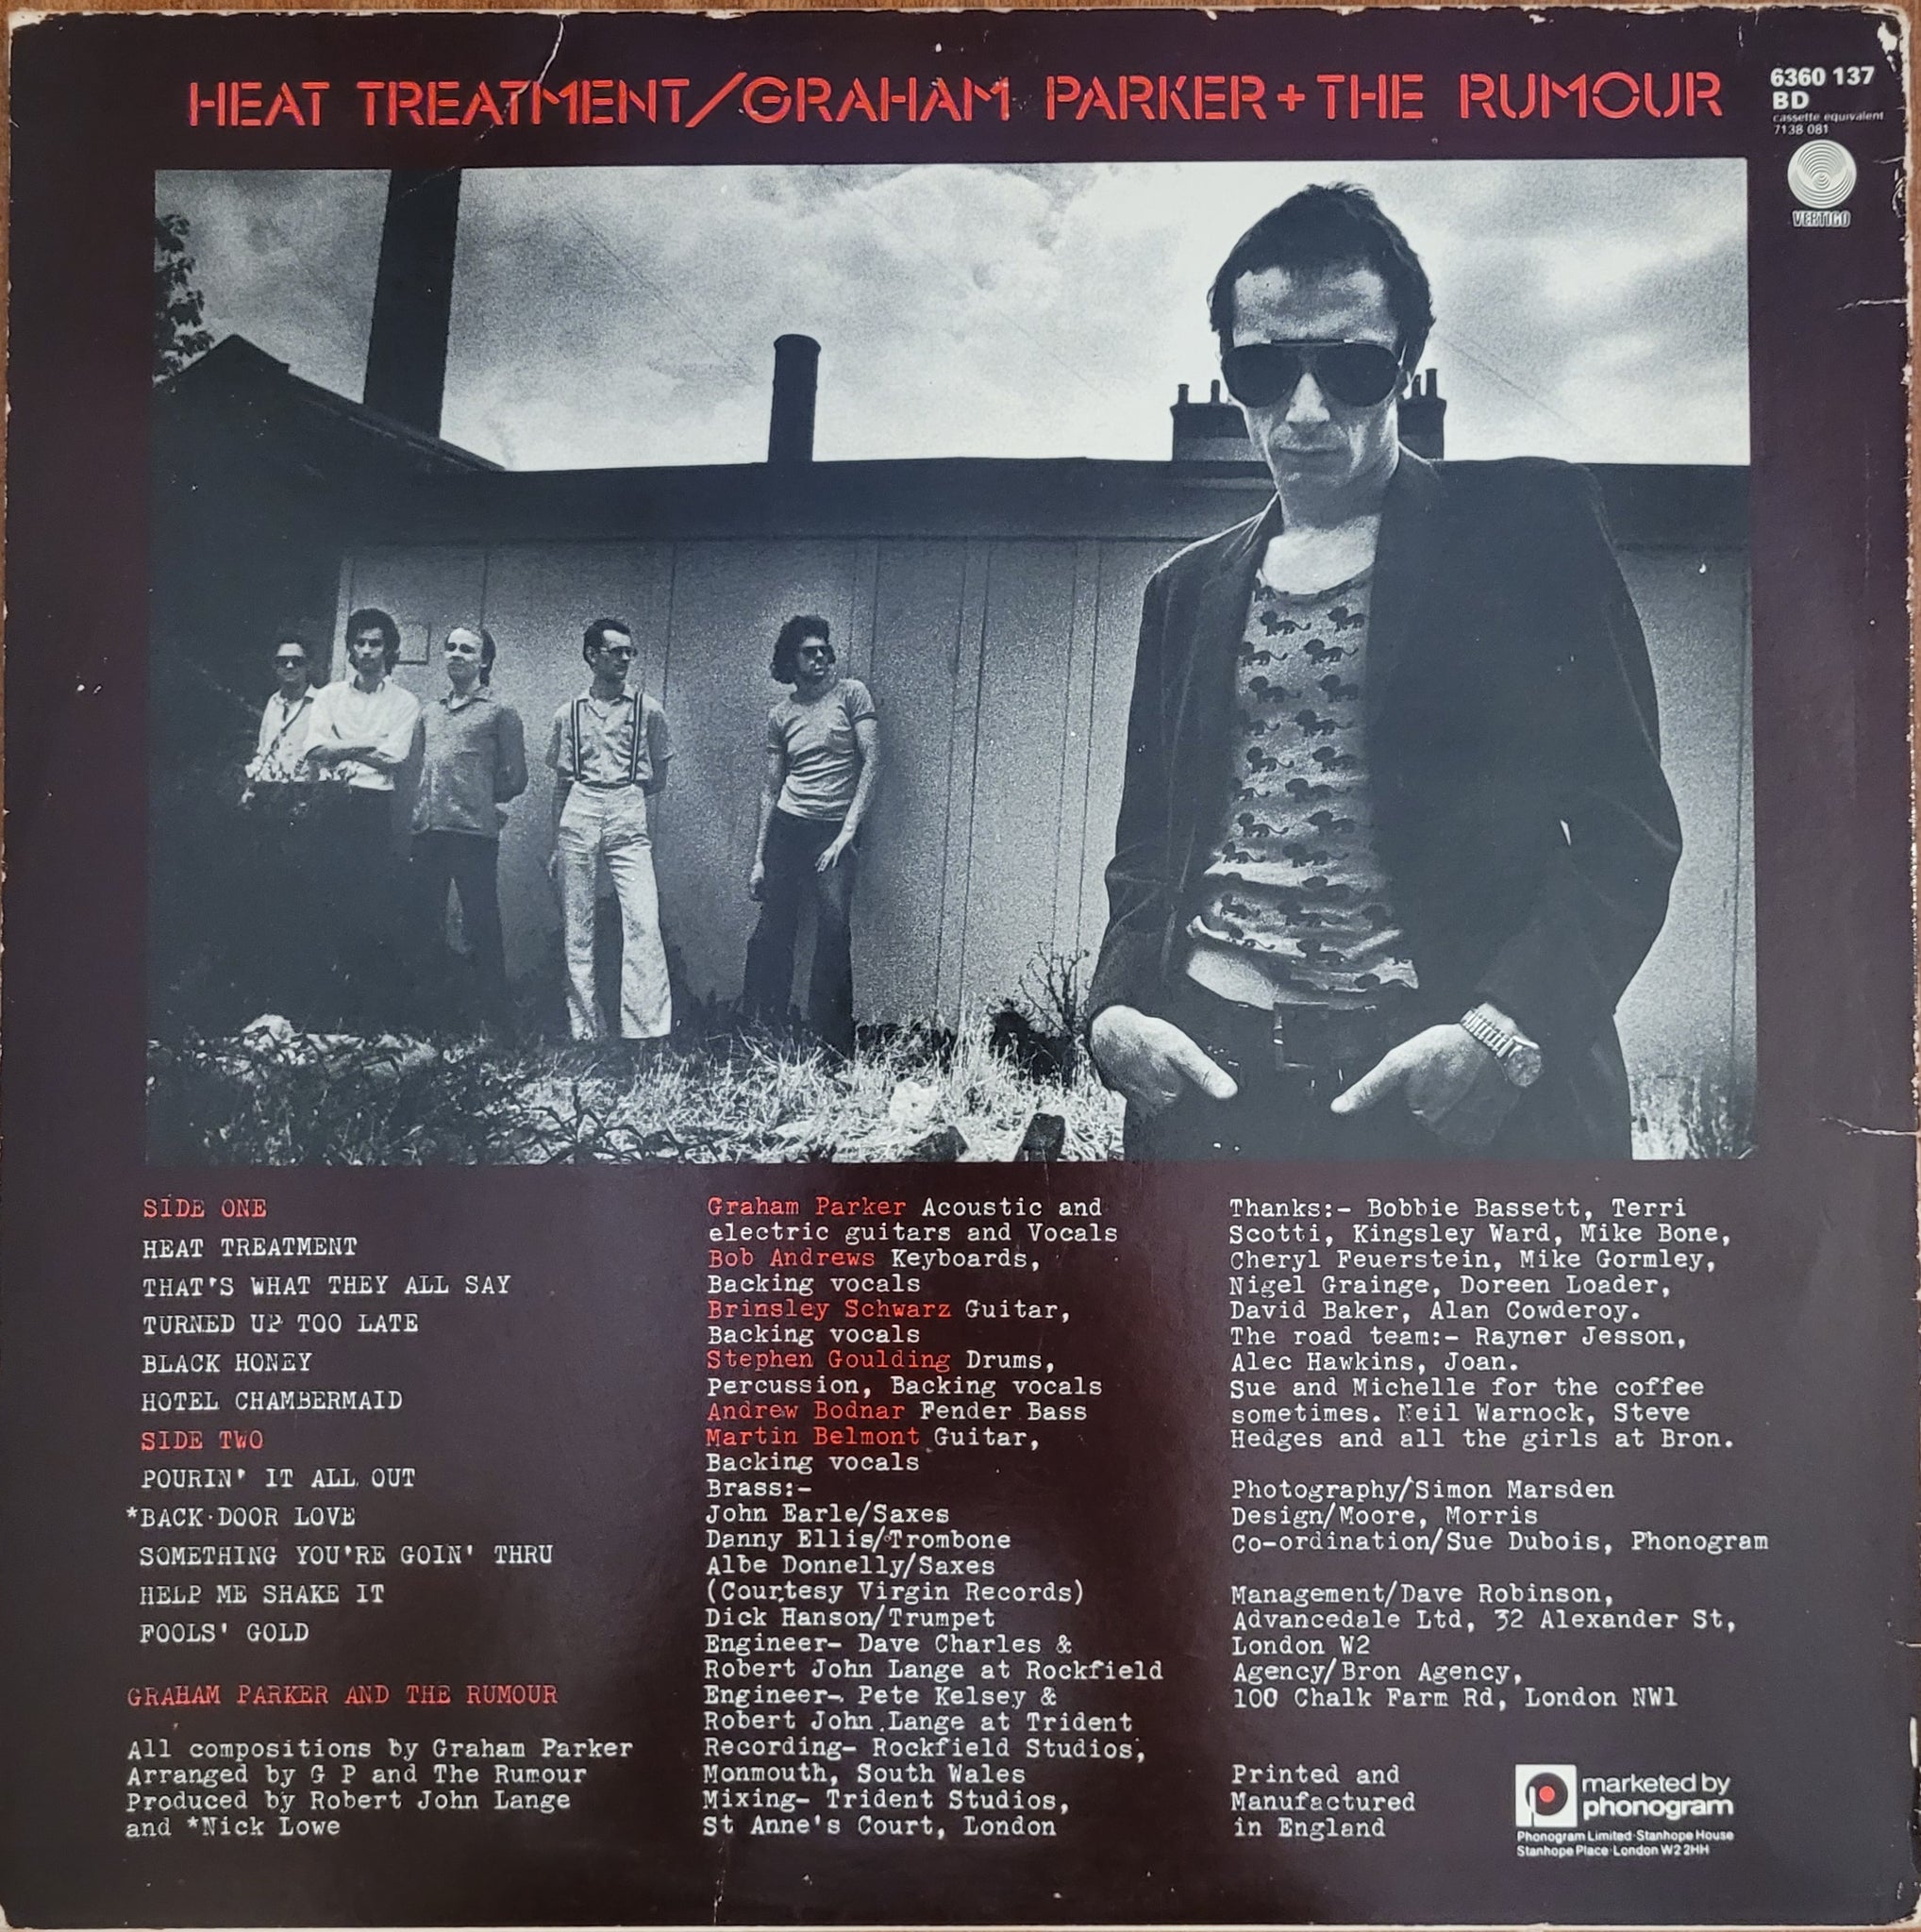 HEAT TREATMENT/GRAHAM PARKER + THE RUMOUR
6360 137
BD
cassette equivalent
7138 081
VERTIGO
SIDE ONE
HEAT TREATMENT
THAT'S WHAT THEY ALL SAY
TURNED UP TOO LATE
BLACK HONEY
HOTEL CHAMBERMAID
SIDE TWO
POURIN' IT ALL OUT
*BACK DOOR LOVE
SOMETHING YOU'RE GOIN' THRU
HELP ME SHAKE IT
FOOLS' GOLD
GRAHAM PARKER AND THE RUMOUR
All compositions by Graham Parker
Arranged by G P and The Rumour
Produced by Robert John Lange
and *Nick Lowe
Graham Parker Acoustic and
electric guitars and Vocals
Bob Andrews Keyboards,
Backing vocals
Brinsley Schwarz Guitar,
Backing vocals
Stephen Goulding Drums,
Percussion, Backing vocals
Andrew Bodnar Fender Bass
Martin Belmont Guitar,
Backing vocals
Brass:-
John Earle/Saxes
Danny Ellis/Trombone
Albe Donnelly/Saxes
(Courtesy Virgin Records)
Dick Hanson/Trumpet
Engineer- Dave Charles &
Robert John Lange at Rockfield
Engineer- Pete Kelsey &
Robert John Lange at Trident
Recording- Rockfield Studios,
Monmouth, South Wales
Mixing- Trident Studios,
St Anne's Court, London
Thanks:- Bobbie Bassett, Terri
Scotti, Kingsley Ward, Mike Bone,
Cheryl Feuerstein, Mike Gormley,
Nigel Grainge, Doreen Loader,
David Baker, Alan Cowderoy.
The road team:- Rayner Jesson,
Alec Hawkins, Joan.
Sue and Michelle for the coffee
sometimes. Neil Warnock, Steve
Hedges and all the girls at Bron.
Photography/Simon Marsden
Design/Moore, Morris
Co-ordination/Sue Dubois, Phonogram
Management/Dave Robinson,
Advancedale Ltd, 32 Alexander St,
London W2
Agency/Bron Agency,
100 Chalk Farm Rd, London NW1
Printed and
Manufactured
in England
marketed by
phonogram
Phonogram Limited·Stanhope House
Stanhope Place·London W2 2HH